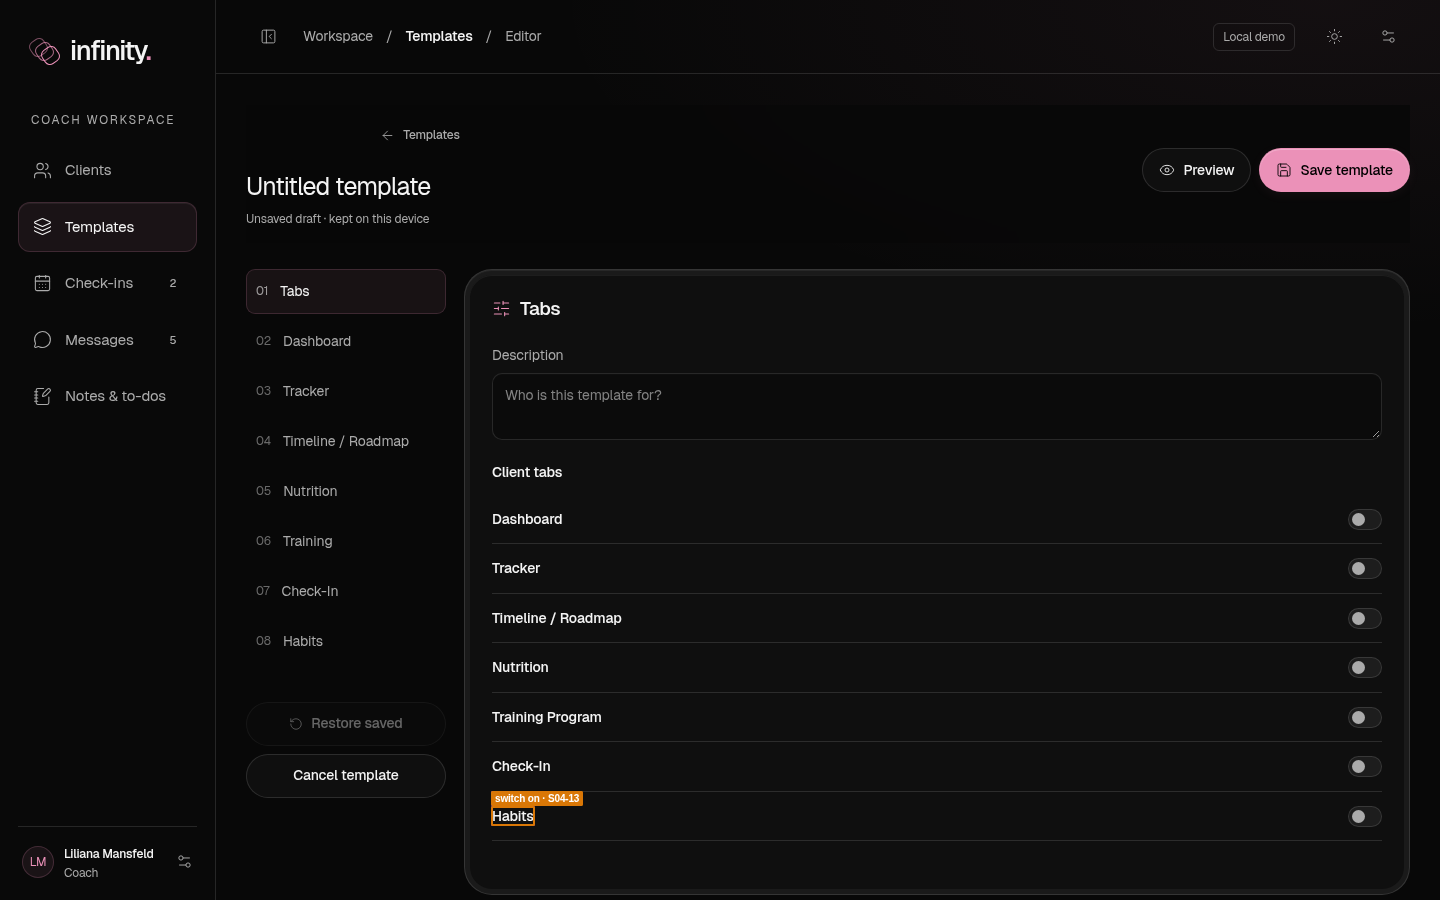 infinity.
COACH WORKSPACE
Clients
Templates
Check-ins 2
Messages 5
Notes & to-dos
LM
Liliana Mansfeld
Coach
Workspace / Templates / Editor
Local demo
Templates
Untitled template
Unsaved draft · kept on this device
Preview
Save template
01 Tabs
02 Dashboard
03 Tracker
04 Timeline / Roadmap
05 Nutrition
06 Training
07 Check-In
08 Habits
Restore saved
Cancel template
Tabs
Description
Who is this template for?
Client tabs
Dashboard
Tracker
Timeline / Roadmap
Nutrition
Training Program
Check-In
switch on · S04-13
Habits